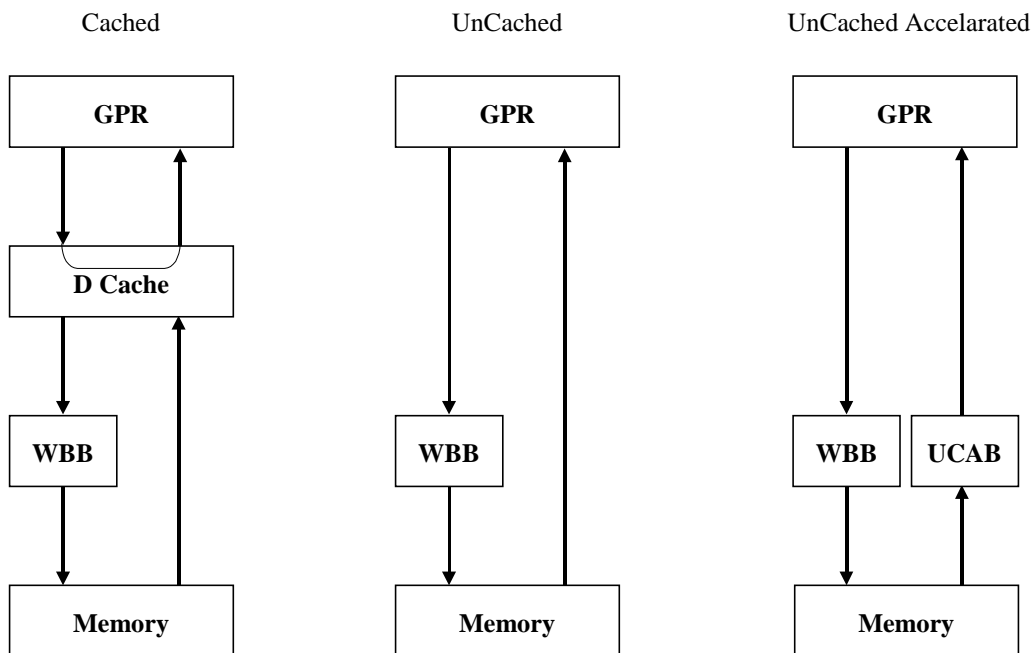 Cached
GPR
D Cache
WBB
Memory
UnCached
GPR
WBB
Memory
UnCached Accelarated
GPR
WBB
UCAB
Memory